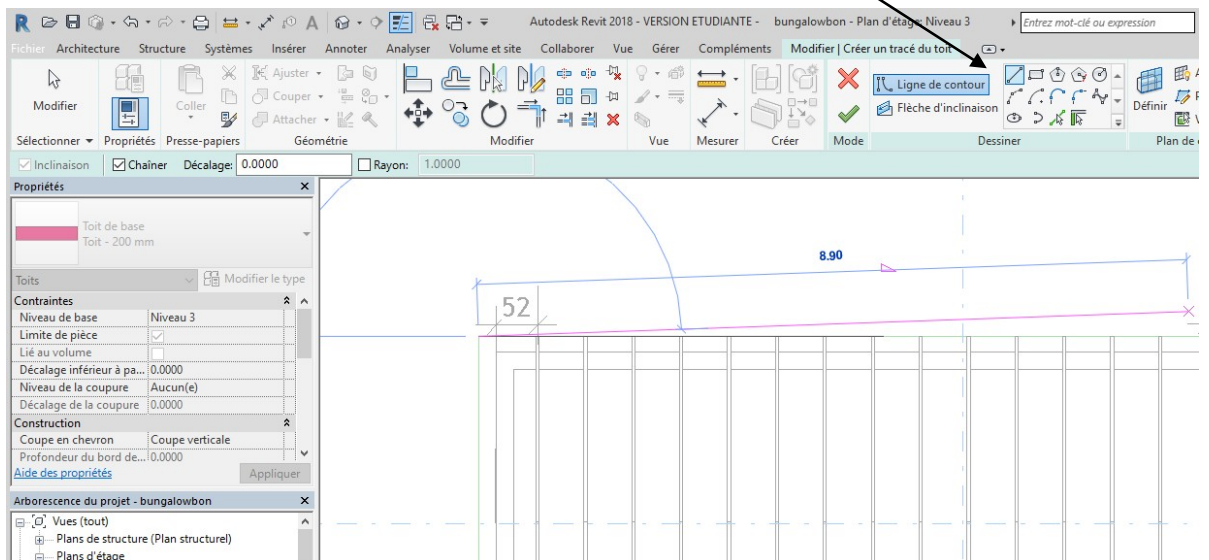 Autodesk Revit 2018 - VERSION ETUDIANTE - bungalowbon - Plan d'étage: Niveau 3
Entrez mot-clé ou expression
Fichier Architecture Structure Systèmes Insérer Annoter Analyser Volume et site Collaborer Vue Gérer Compléments Modifier | Créer un tracé du toit
Modifier
Coller
Ajuster
Couper
Attacher
Ligne de contour
Flèche d'inclinaison
Définir
Sélectionner Propriétés Presse-papiers Géométrie Modifier Vue Mesurer Créer Mode Dessiner Plan de
Inclinaison Chaîner Décalage: 0.0000 Rayon: 1.0000
Propriétés
Toit de base
Toit - 200 mm
Toits Modifier le type
Contraintes
Niveau de base Niveau 3
Limite de pièce
Lié au volume
Décalage inférieur à pa... 0.0000
Niveau de la coupure Aucun(e)
Décalage de la coupure 0.0000
Construction
Coupe en chevron Coupe verticale
Profondeur du bord de... 0.0000
Aide des propriétés Appliquer
8.90
52
Arborescence du projet - bungalowbon
Vues (tout)
Plans de structure (Plan structurel)
Plans d'étage